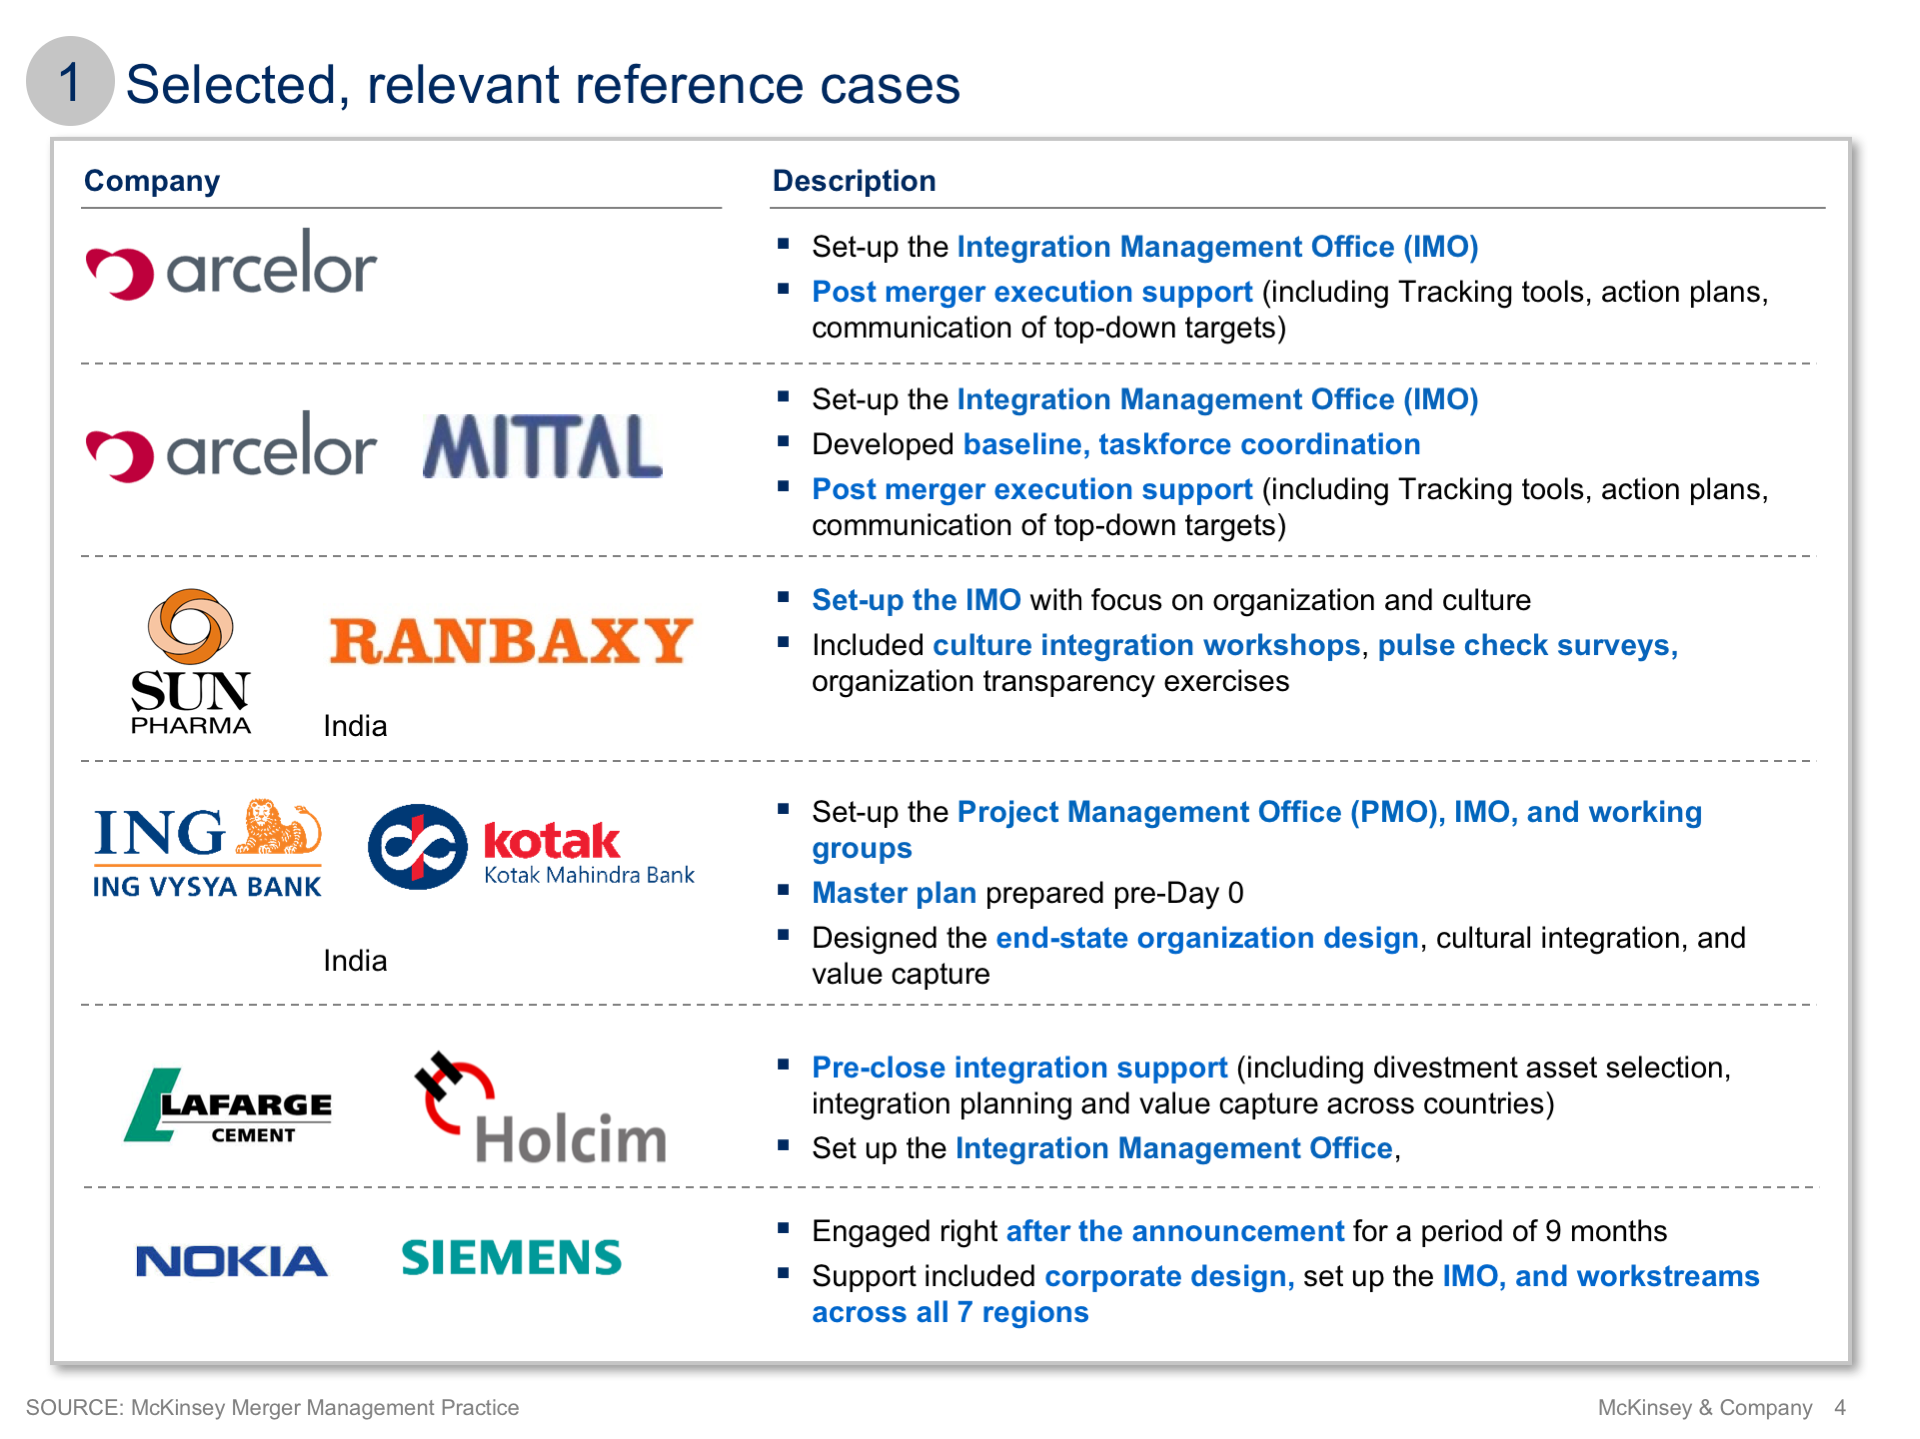 1 Selected, relevant reference cases
Company
Description
arcelor
Set-up the Integration Management Office (IMO)
Post merger execution support (including Tracking tools, action plans,
communication of top-down targets)
arcelor MITTAL
Set-up the Integration Management Office (IMO)
Developed baseline, taskforce coordination
Post merger execution support (including Tracking tools, action plans,
communication of top-down targets)
SUN
PHARMA
RANBAXY
India
Set-up the IMO with focus on organization and culture
Included culture integration workshops, pulse check surveys,
organization transparency exercises
ING
ING VYSYA BANK
kotak
Kotak Mahindra Bank
India
Set-up the Project Management Office (PMO), IMO, and working
groups
Master plan prepared pre-Day 0
Designed the end-state organization design, cultural integration, and
value capture
LAFARGE
CEMENT
Holcim
Pre-close integration support (including divestment asset selection,
integration planning and value capture across countries)
Set up the Integration Management Office,
NOKIA
SIEMENS
Engaged right after the announcement for a period of 9 months
Support included corporate design, set up the IMO, and workstreams
across all 7 regions
SOURCE: McKinsey Merger Management Practice
McKinsey & Company 4